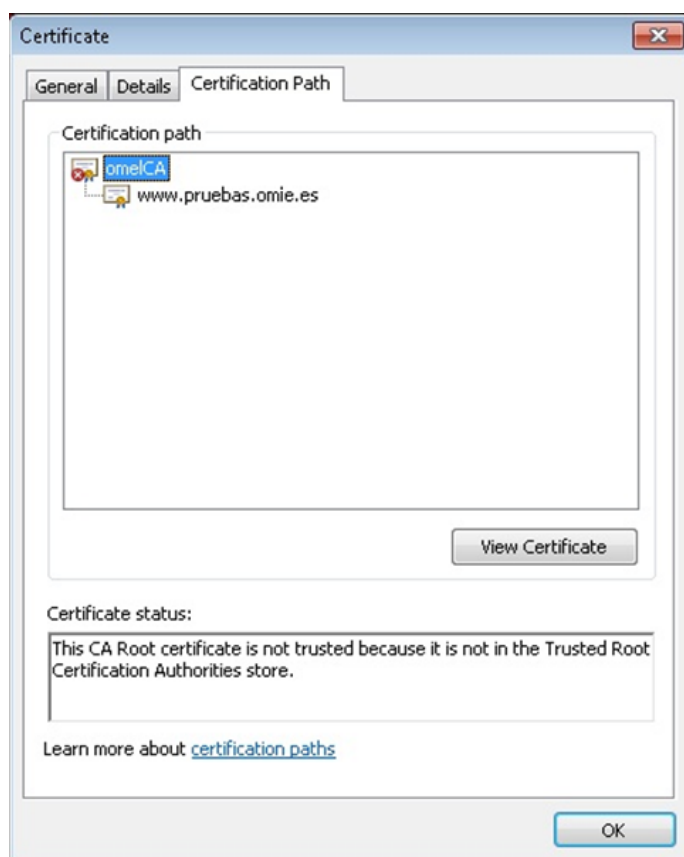 Certificate
General Details Certification Path
Certification path
omelCA
www.pruebas.omie.es
View Certificate
Certificate status:
This CA Root certificate is not trusted because it is not in the Trusted Root
Certification Authorities store.
Learn more about certification paths
OK